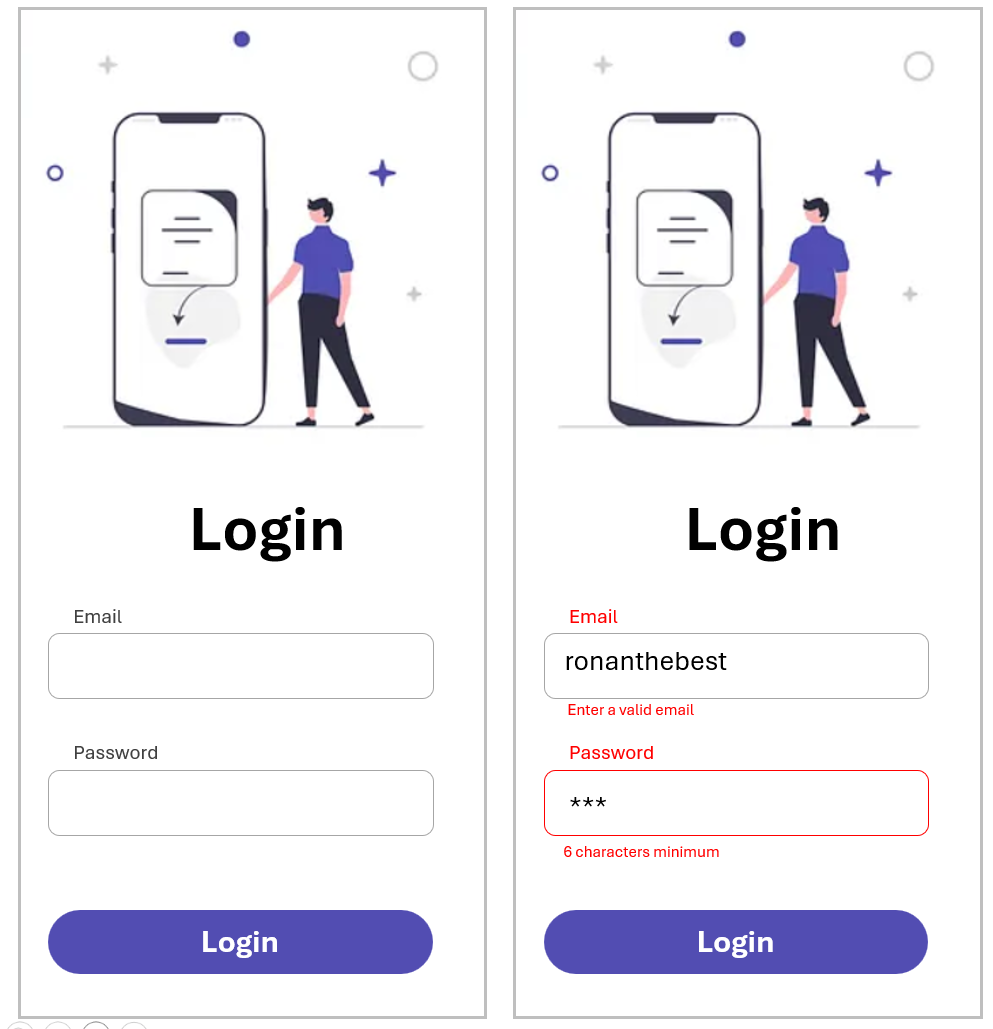 Login
Email
Password
Login
Login
Email
ronanthebest
Enter a valid email
Password
***
6 characters minimum
Login